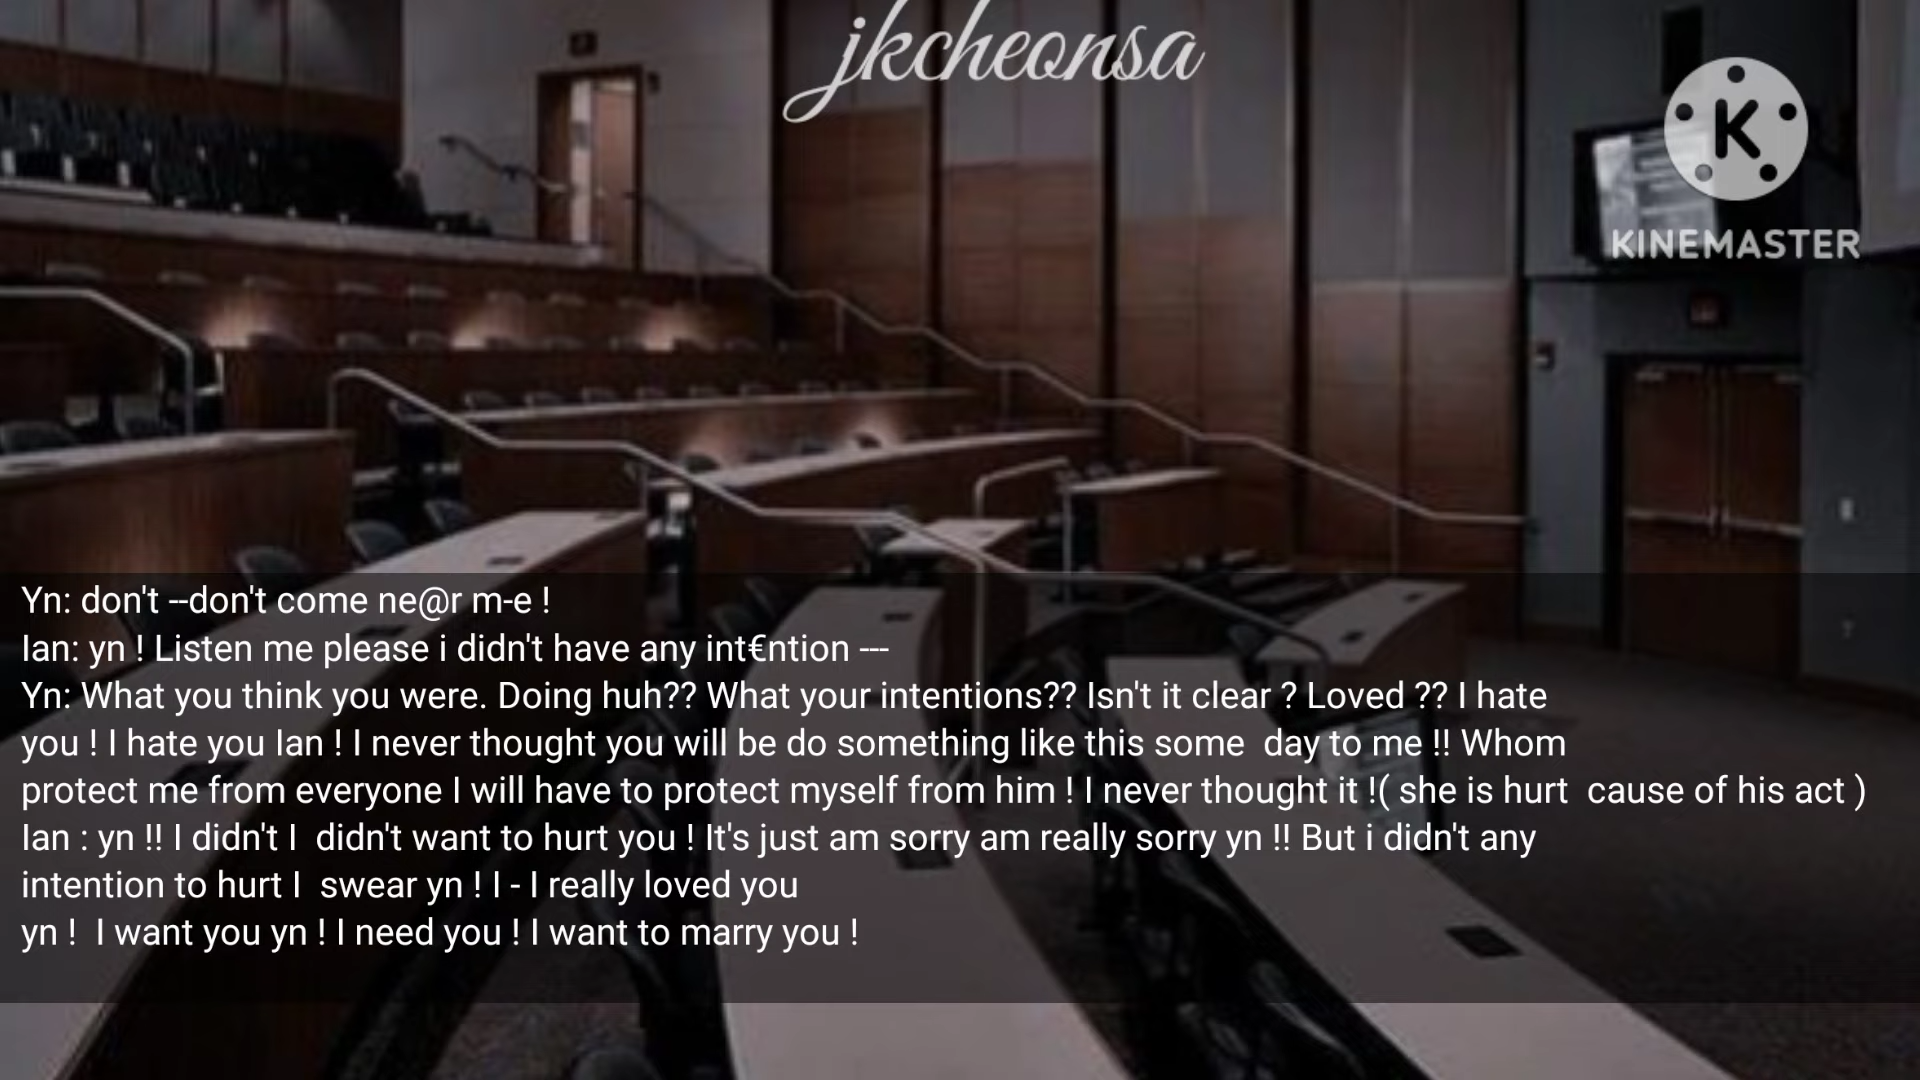 jkcheonsa
K
KINEMASTER
Yn: don't --don't come ne@r m-e !
Ian: yn ! Listen me please i didn't have any int€ntion ---
Yn: What you think you were. Doing huh?? What your intentions?? Isn't it clear ? Loved ?? I hate
you ! I hate you Ian ! I never thought you will be do something like this some  day to me !! Whom
protect me from everyone I will have to protect myself from him ! I never thought it !( she is hurt  cause of his act )
Ian : yn !! I didn't I  didn't want to hurt you ! It's just am sorry am really sorry yn !! But i didn't any
intention to hurt I  swear yn ! I - I really loved you
yn !  I want you yn ! I need you ! I want to marry you !